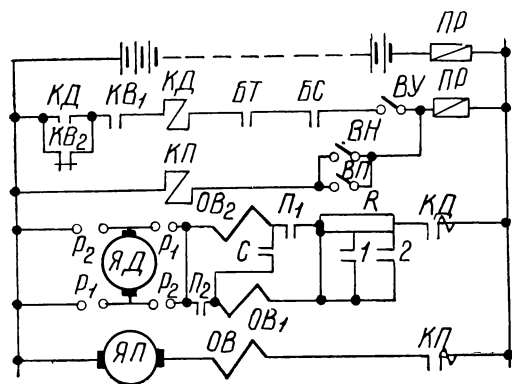 ПР
КД КВ₁ КД БТ БС ВУ ПР
КВ₂
КП ВН
ВП
ОВ₂ П₁ R КД
Р₂ Р₁
ЯД С 1 2
Р₁ Р₂ П₂
ОВ₁
ЯП ОВ КП